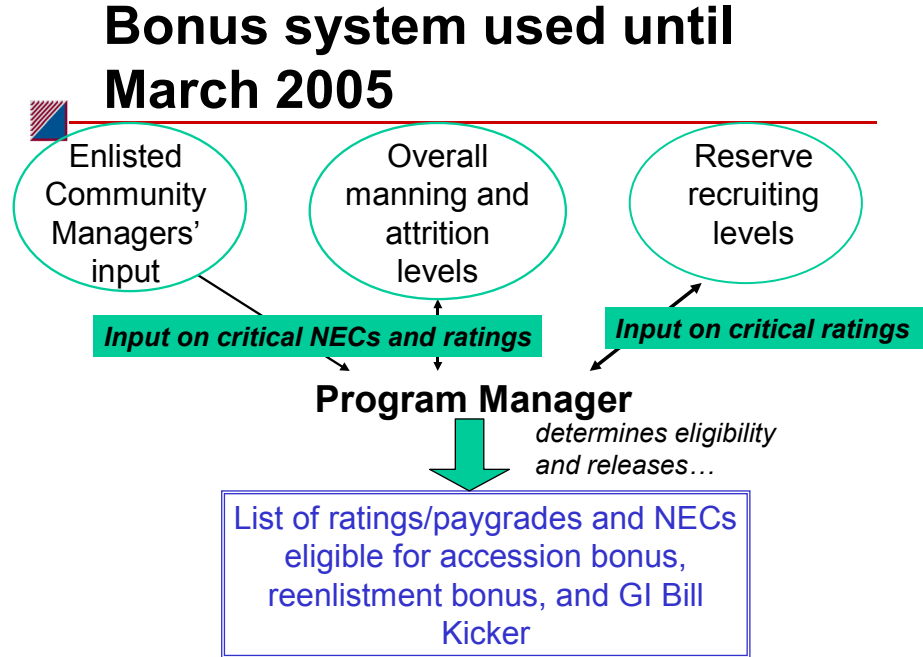 Bonus system used until
March 2005
Enlisted
Community
Managers’
input
Overall
manning and
attrition
levels
Reserve
recruiting
levels
Input on critical NECs and ratings
Input on critical ratings
Program Manager
determines eligibility
and releases…
List of ratings/paygrades and NECs
eligible for accession bonus,
reenlistment bonus, and GI Bill
Kicker